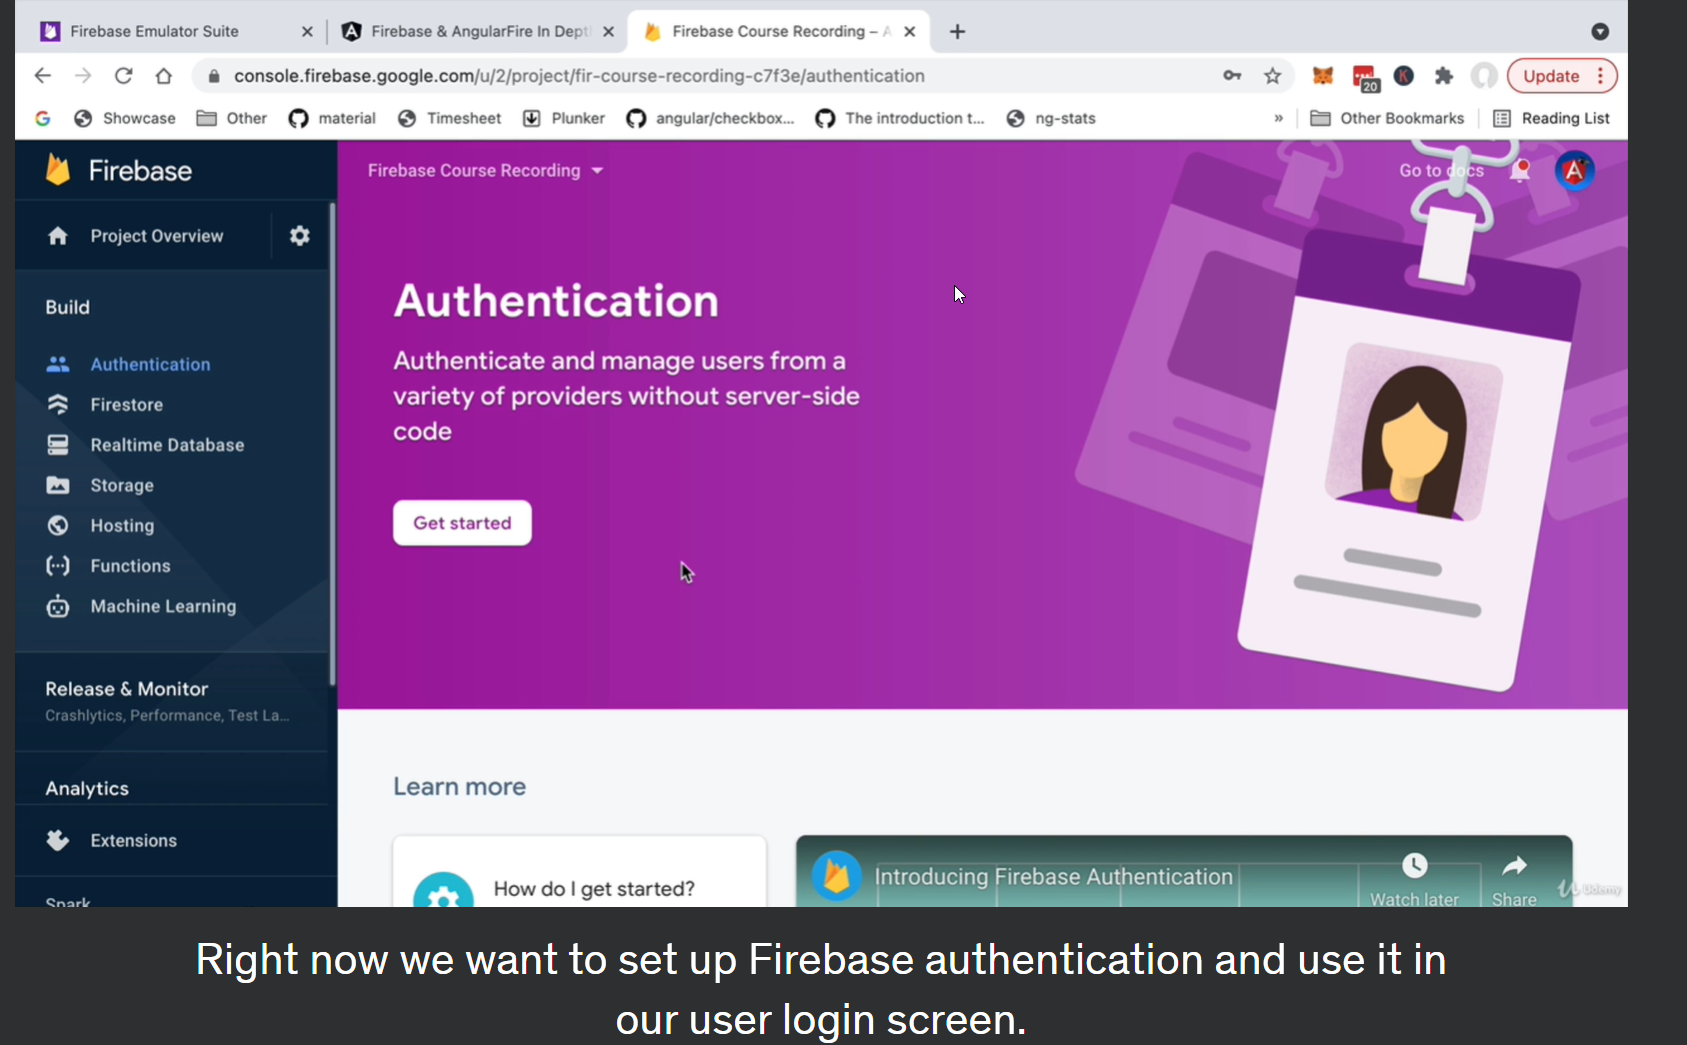 Firebase Emulator Suite
Firebase & AngularFire In Dept
Firebase Course Recording – A
console.firebase.google.com/u/2/project/fir-course-recording-c7f3e/authentication
20
K
Update
Showcase
Other
material
Timesheet
Plunker
angular/checkbox...
The introduction t...
ng-stats
»
Other Bookmarks
Reading List
Firebase
Firebase Course Recording
Go to docs
Project Overview
Build
Authentication
Firestore
Realtime Database
Storage
Hosting
Functions
Machine Learning
Release & Monitor
Crashlytics, Performance, Test La...
Analytics
Extensions
Spark
Authentication
Authenticate and manage users from a
variety of providers without server-side
code
Get started
Learn more
How do I get started?
Introducing Firebase Authentication
Watch later
Share
Udemy
Right now we want to set up Firebase authentication and use it in
our user login screen.